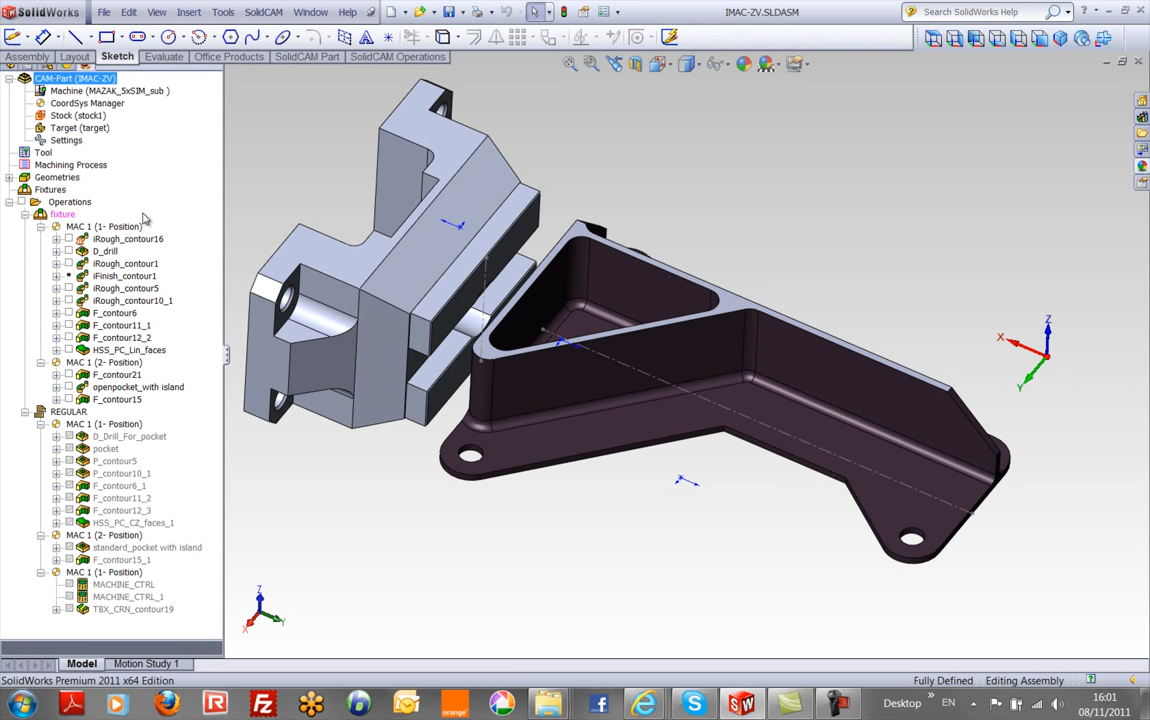 SolidWorks File Edit View Insert Tools SolidCAM Window Help IMAC-ZV.SLDASM Search SolidWorks Help
Assembly Layout Sketch Evaluate Office Products SolidCAM Part SolidCAM Operations
CAM-Part (IMAC-ZV)
Machine (MAZAK_5xSIM_sub )
CoordSys Manager
Stock (stock1)
Target (target)
Settings
Tool
Machining Process
Geometries
Fixtures
Operations
fixture
MAC 1 (1- Position)
iRough_contour16
D_drill
iRough_contour1
iFinish_contour1
iRough_contour5
iRough_contour10_1
F_contour6
F_contour11_1
F_contour12_2
HSS_PC_Lin_faces
MAC 1 (2- Position)
F_contour21
openpocket_with island
F_contour15
REGULAR
MAC 1 (1- Position)
D_Drill_For_pocket
pocket
P_contour5
P_contour10_1
F_contour6_1
F_contour11_2
F_contour12_3
HSS_PC_CZ_faces_1
MAC 1 (2- Position)
standard_pocket with island
F_contour15_1
MAC 1 (1- Position)
MACHINE_CTRL
MACHINE_CTRL_1
TBX_CRN_contour19
X
Z
Y
Z
X
Y
Model Motion Study 1
SolidWorks Premium 2011 x64 Edition Fully Defined Editing Assembly
Desktop EN 16:01
08/11/2011